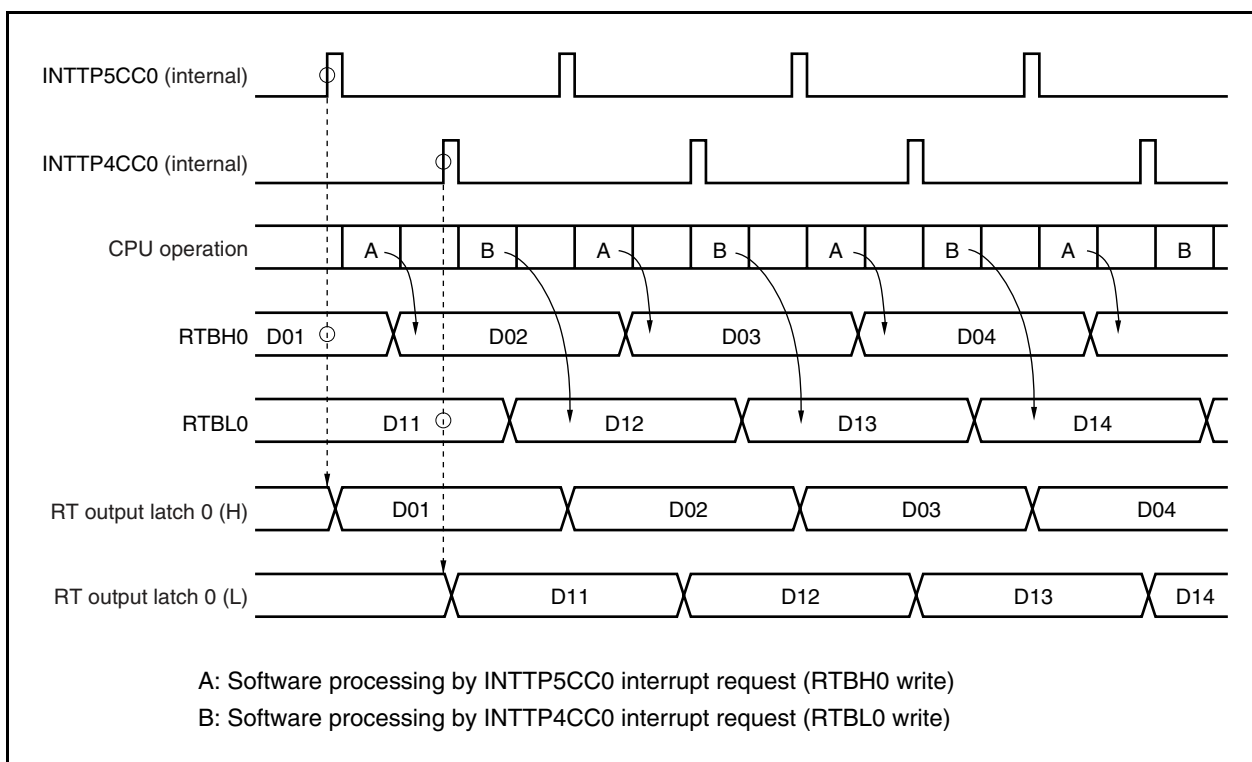 INTTP5CC0 (internal)
INTTP4CC0 (internal)
CPU operation A B A B A B A B
RTBH0 D01 D02 D03 D04
RTBL0 D11 D12 D13 D14
RT output latch 0 (H) D01 D02 D03 D04
RT output latch 0 (L) D11 D12 D13 D14
A: Software processing by INTTP5CC0 interrupt request (RTBH0 write)
B: Software processing by INTTP4CC0 interrupt request (RTBL0 write)